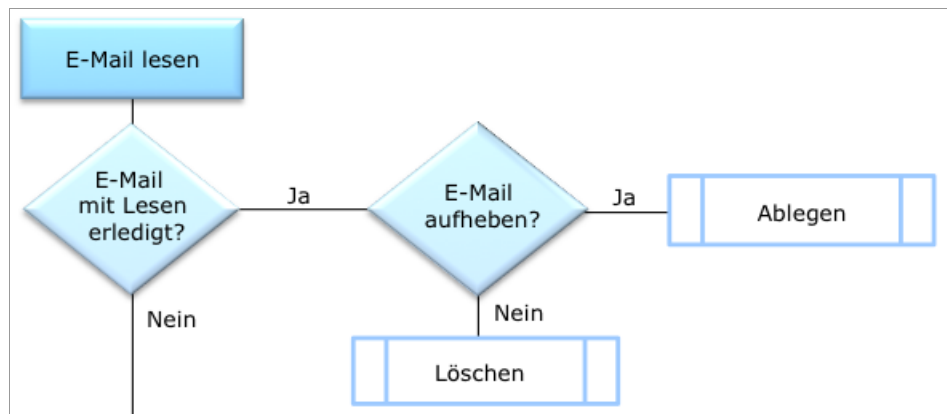 E-Mail lesen
E-Mail
mit Lesen
erledigt?
Ja
E-Mail
aufheben?
Ja
Ablegen
Nein
Nein
Löschen